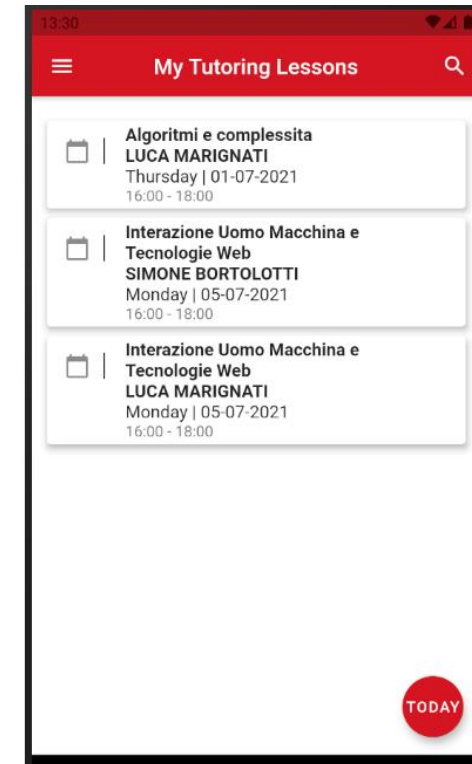 13:30
My Tutoring Lessons
Algoritmi e complessita
LUCA MARIGNATI
Thursday | 01-07-2021
16:00 - 18:00
Interazione Uomo Macchina e
Tecnologie Web
SIMONE BORTOLOTTI
Monday | 05-07-2021
16:00 - 18:00
Interazione Uomo Macchina e
Tecnologie Web
LUCA MARIGNATI
Monday | 05-07-2021
16:00 - 18:00
TODAY